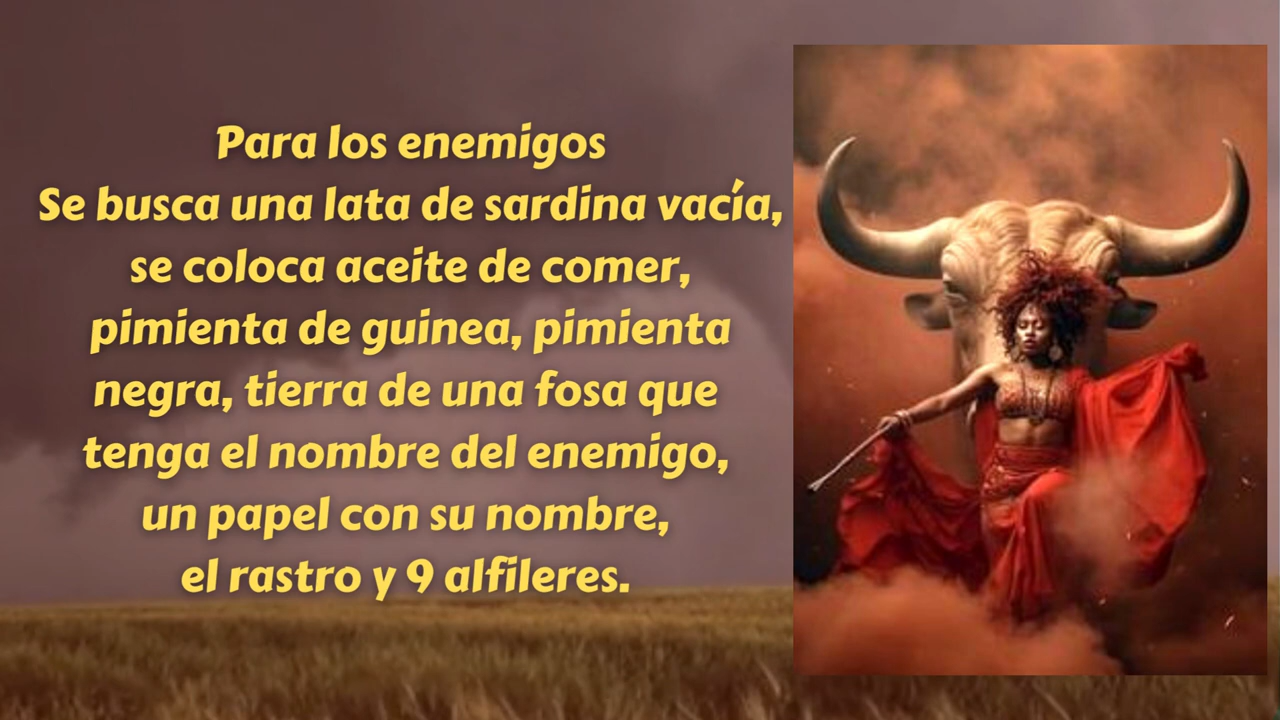 Para los enemigos
Se busca una lata de sardina vacía,
se coloca aceite de comer,
pimienta de guinea, pimienta
negra, tierra de una fosa que
tenga el nombre del enemigo,
un papel con su nombre,
el rastro y 9 alfileres.